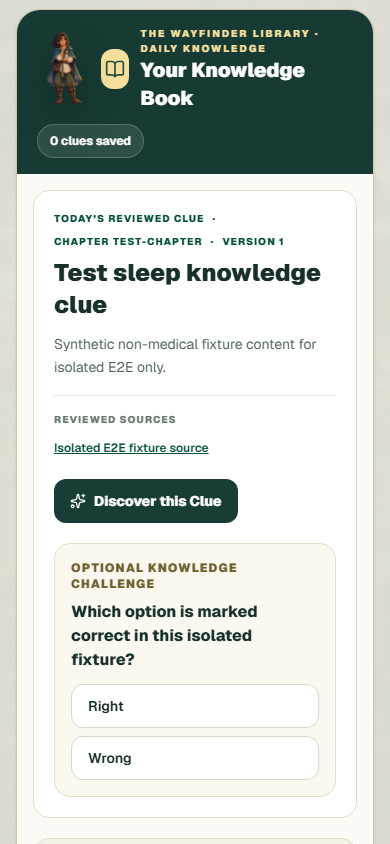 THE WAYFINDER LIBRARY ·
DAILY KNOWLEDGE
Your Knowledge
Book
0 clues saved
TODAY'S REVIEWED CLUE ·
CHAPTER TEST-CHAPTER · VERSION 1
Test sleep knowledge
clue
Synthetic non-medical fixture content for
isolated E2E only.
REVIEWED SOURCES
Isolated E2E fixture source
Discover this Clue
OPTIONAL KNOWLEDGE
CHALLENGE
Which option is marked
correct in this isolated
fixture?
Right
Wrong